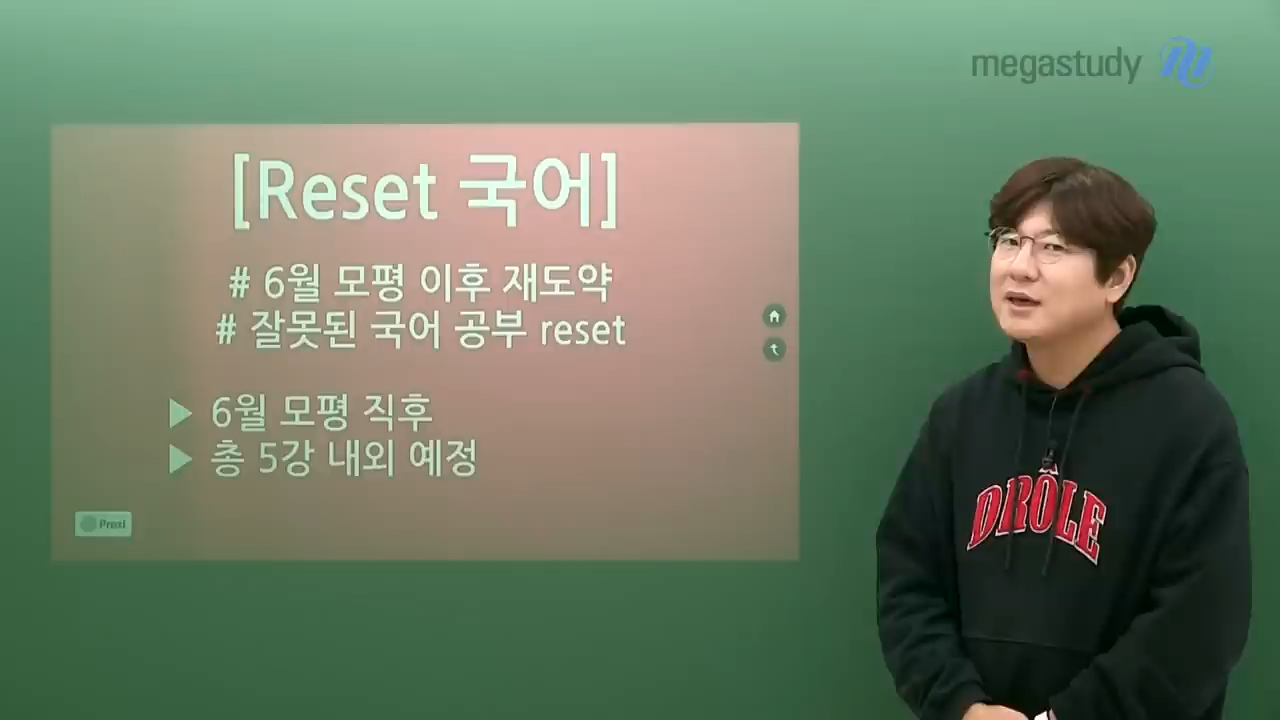 megastudy
[Reset 국어]
# 6월 모평 이후 재도약
# 잘못된 국어 공부 reset
▶ 6월 모평 직후
▶ 총 5강 내외 예정
Prezi
DRÔLE